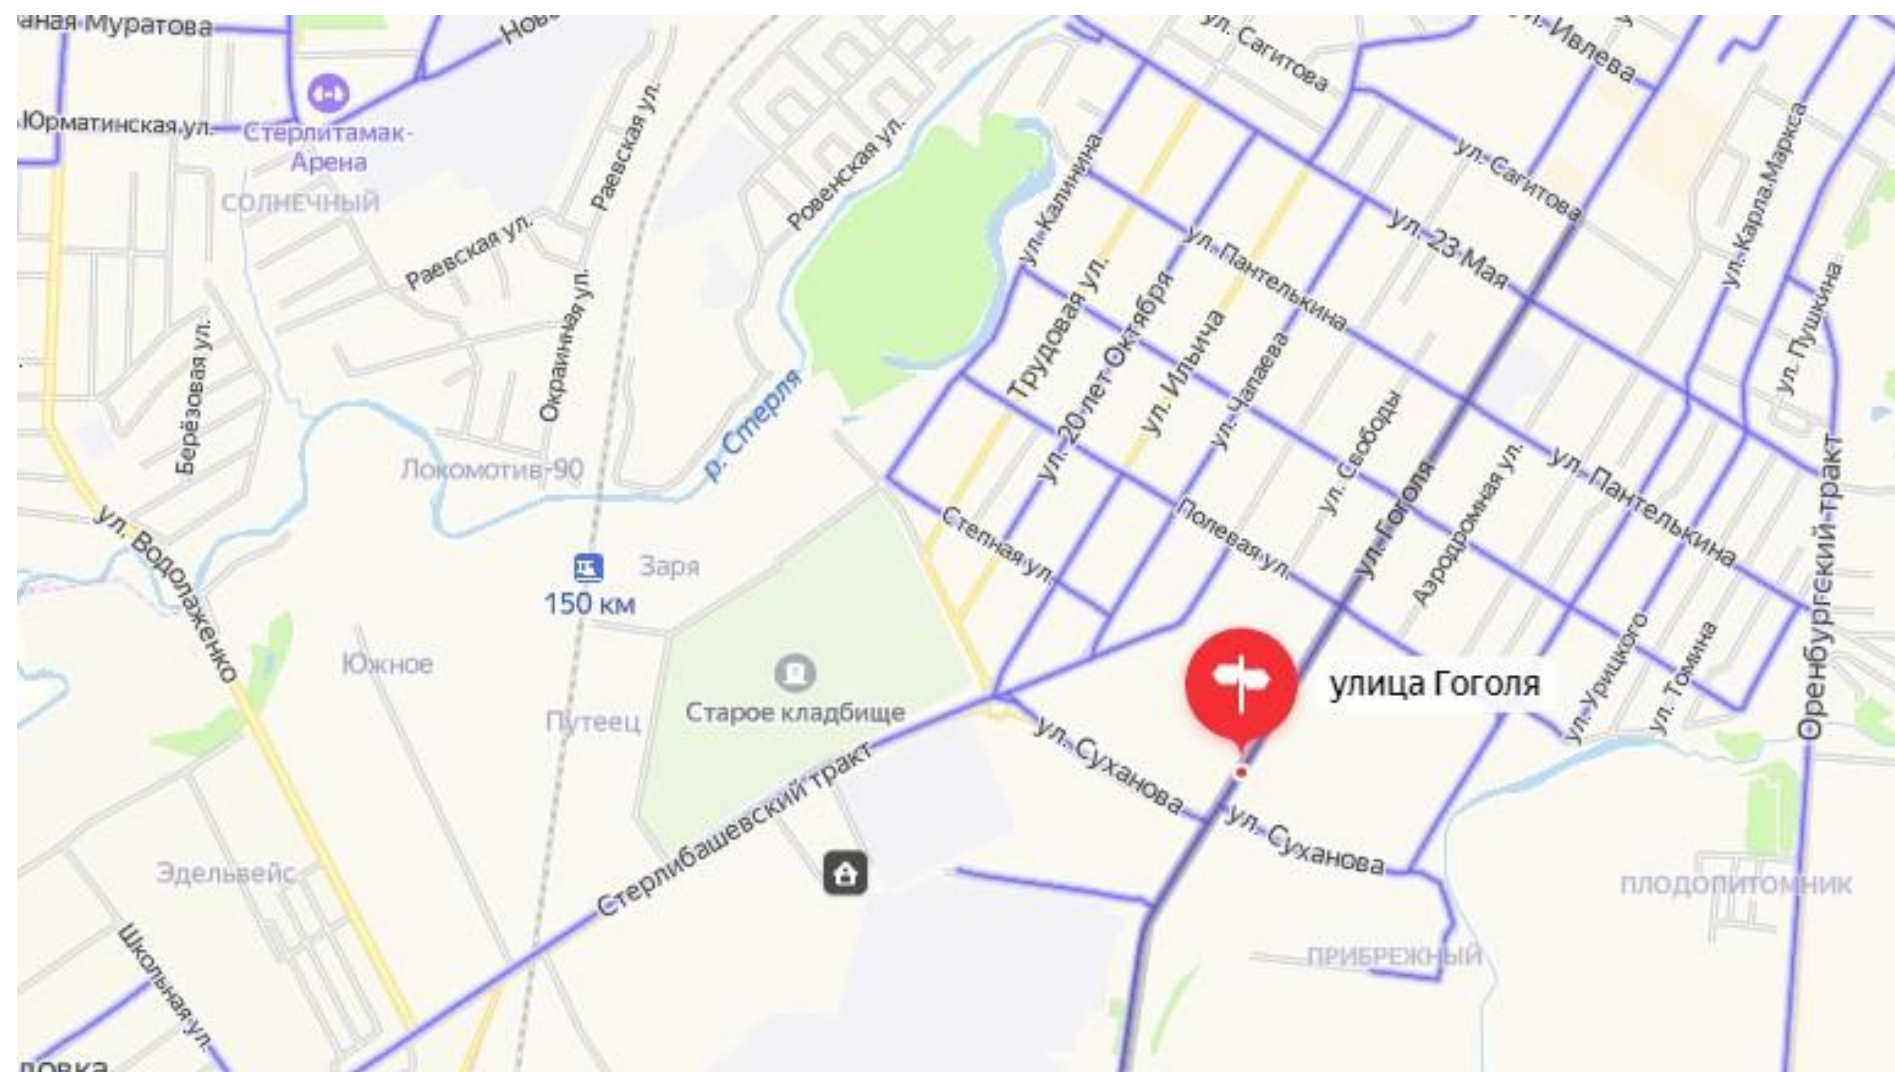 Муратова
ул. Сагитова
ул. Ивлева
Юрматинская ул.
Стерлитамак-
Арена
СОЛНЕЧНЫЙ
Раевская ул.
Раевская ул.
Ровенская ул.
ул. Калинина
ул. Сагитова
ул. Карла Маркса
ул. 23 Мая
ул. Пантелькина
Трудовая ул.
ул. 20 лет Октября
ул. Ильича
ул. Чапаева
ул. Пушкина
Берёзовая ул.
Окраинная ул.
р. Стерля
Локомотив-90
ул. Свободы
ул. Гоголя
Аэродромная ул.
ул. Пантелькина
Оренбургский тракт
ул. Водолаженко
Степная ул.
Полевая ул.
Заря
150 км
Южное
Старое кладбище
Путеец
улица Гоголя
ул. Урицкого
ул. Томина
ул. Суханова
ул. Суханова
Стерлибашевский тракт
Эдельвейс
Школьная ул.
ПЛОДОПИТОМНИК
ПРИБРЕЖНЫЙ